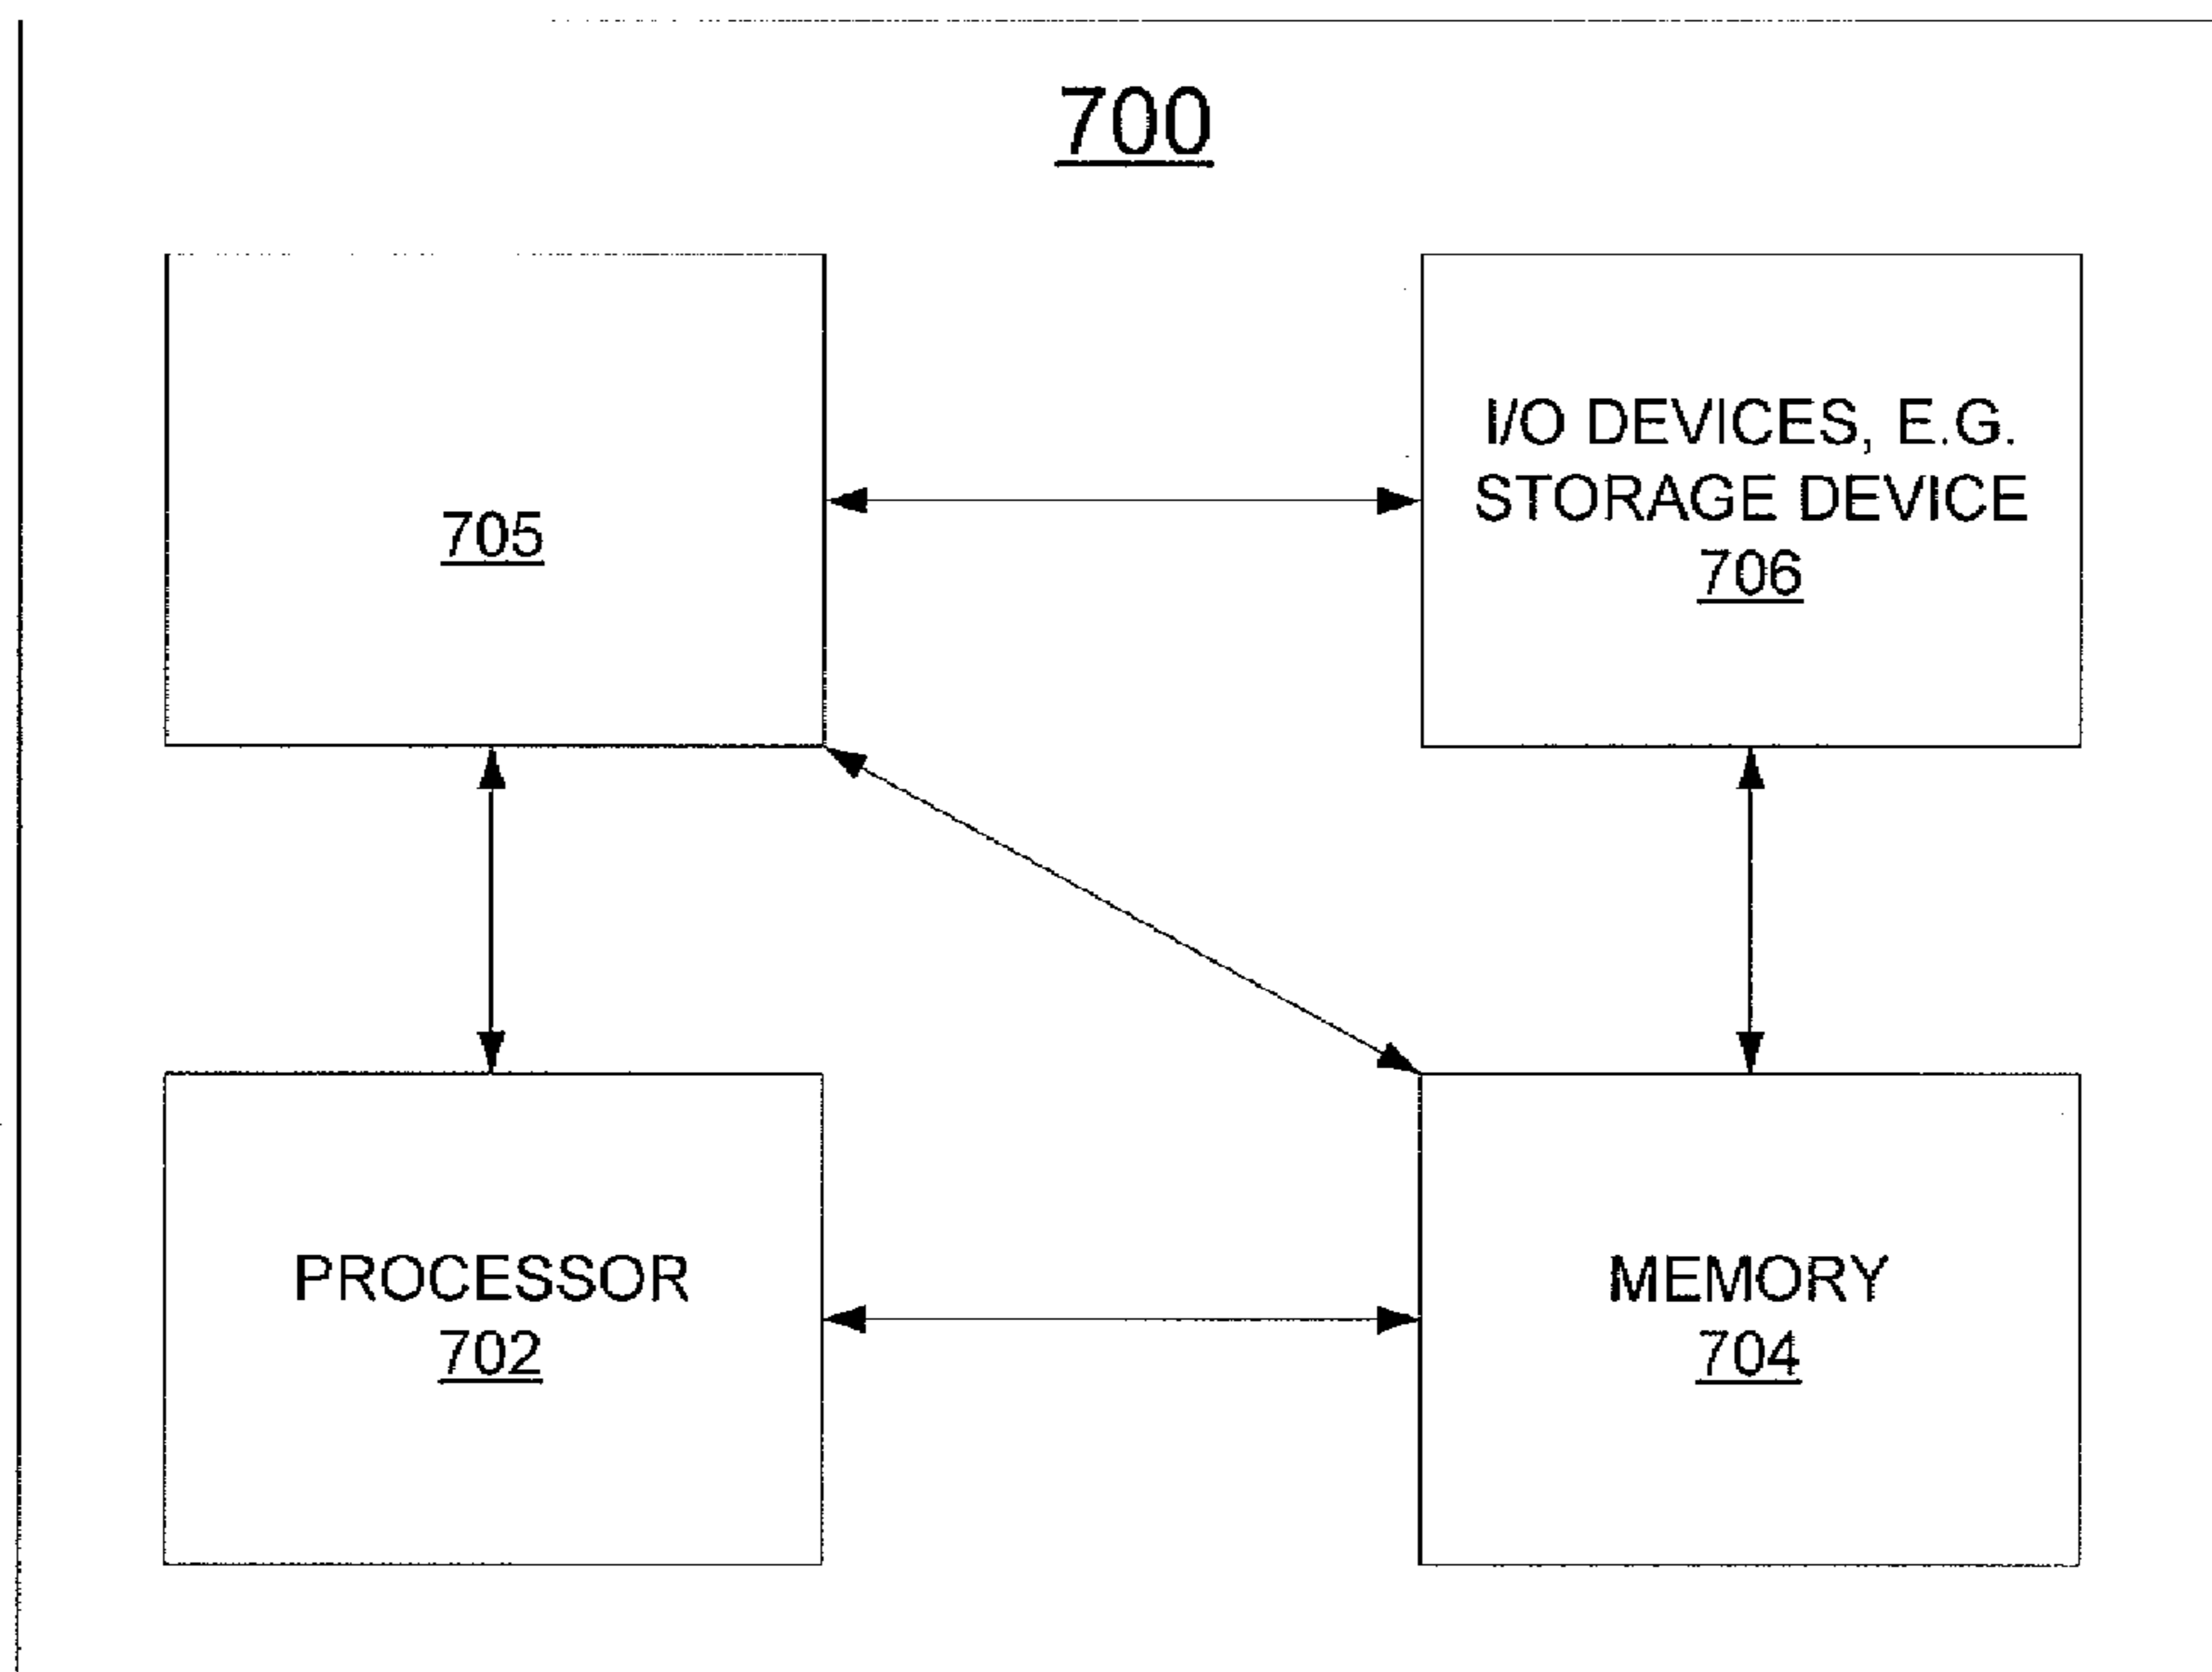 700
705
I/O DEVICES, E.G.
STORAGE DEVICE
706
PROCESSOR
702
MEMORY
704